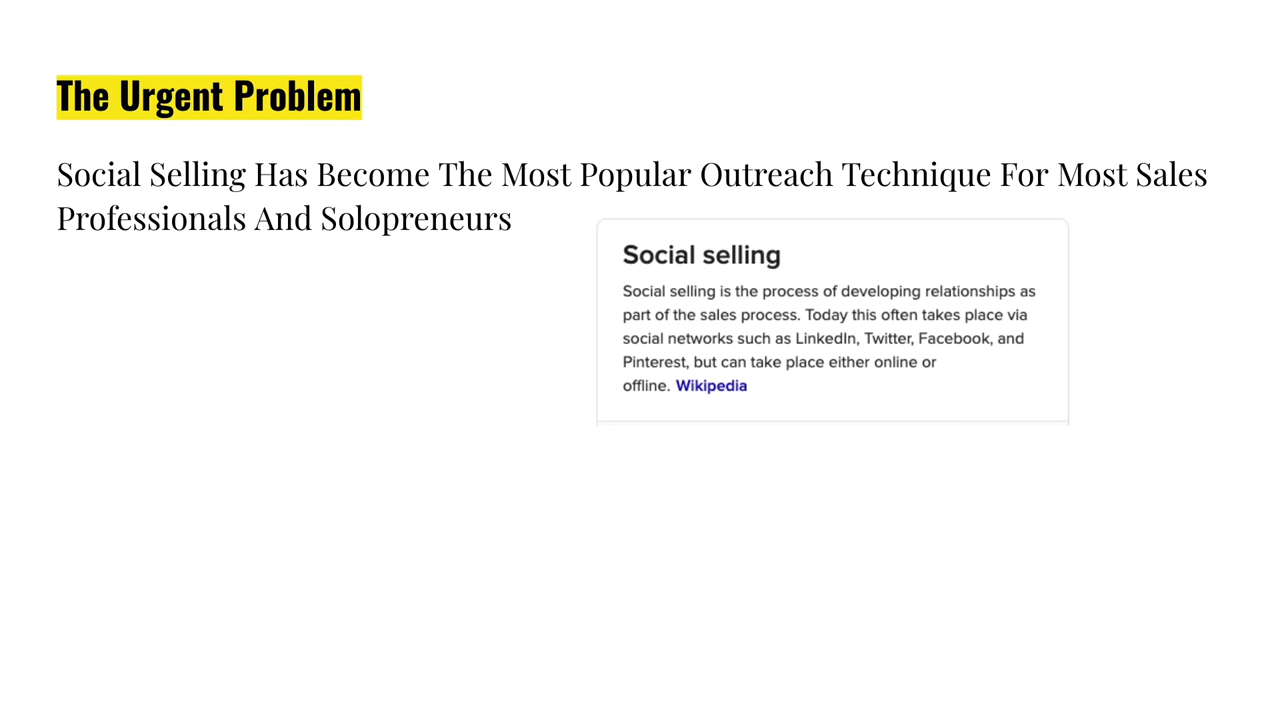 The Urgent Problem
Social Selling Has Become The Most Popular Outreach Technique For Most Sales
Professionals And Solopreneurs
Social selling
Social selling is the process of developing relationships as
part of the sales process. Today this often takes place via
social networks such as LinkedIn, Twitter, Facebook, and
Pinterest, but can take place either online or
offline. Wikipedia